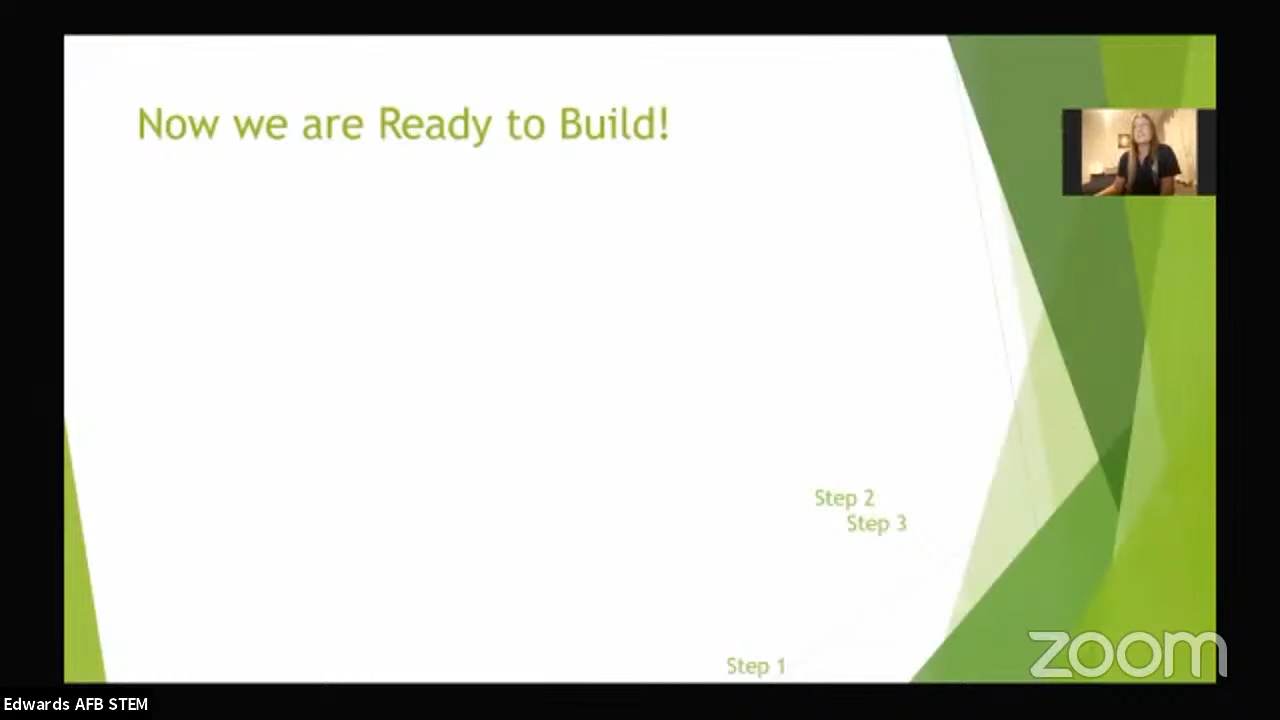 Now we are Ready to Build!
Step 2
Step 3
Step 1
zoom
Edwards AFB STEM